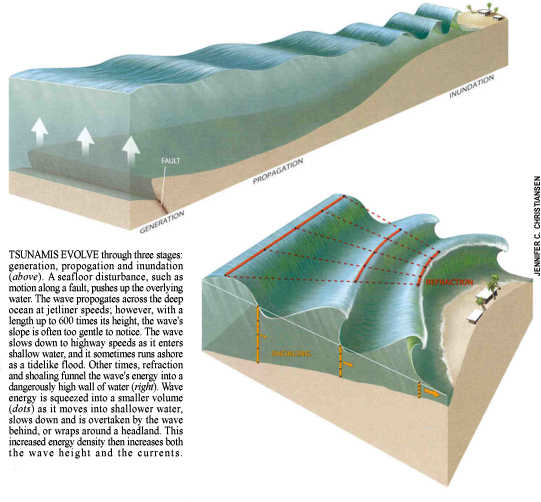 FAULT
GENERATION
PROPAGATION
INUNDATION
JENNIFER C. CHRISTIANSEN
TSUNAMIS EVOLVE through three stages:
generation, propogation and inundation
(above). A seafloor disturbance, such as
motion along a fault, pushes up the overlying
water. The wave propagates across the deep
ocean at jetliner speeds; however, with a
length up to 600 times its height, the wave's
slope is often too gentle to notice. The wave
slows down to highway speeds as it enters
shallow water, and it sometimes runs ashore
as a tidelike flood. Other times, refraction
and shoaling funnel the wave's energy into a
dangerously high wall of water (right). Wave
energy is squeezed into a smaller volume
(dots) as it moves into shallower water,
slows down and is overtaken by the wave
behind, or wraps around a headland. This
increased energy density then increases both
the wave height and the currents.
REFRACTION
SHOALING